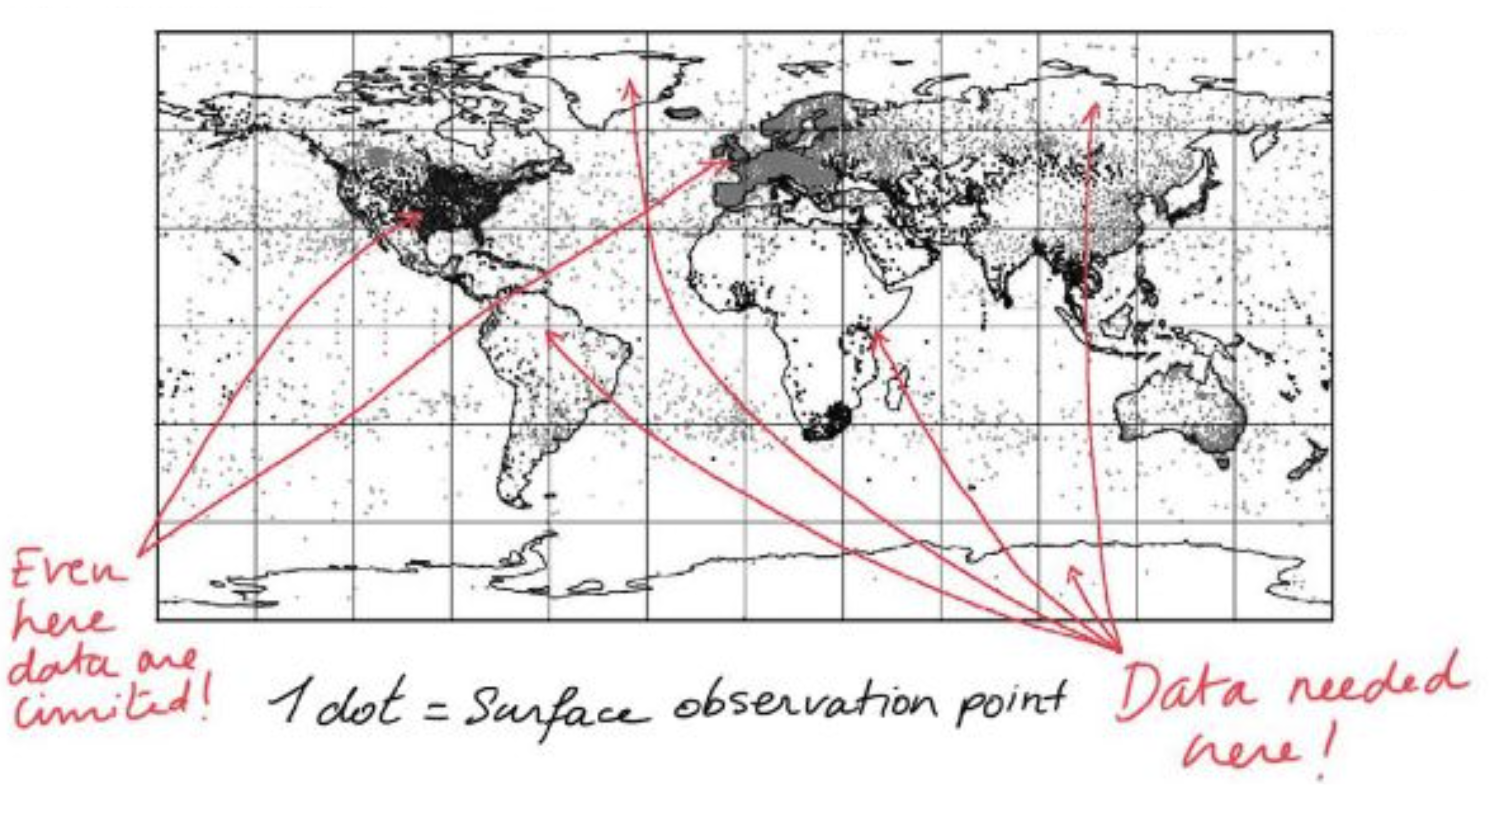 Even
here
data are
limited!
1 dot = Surface observation point
Data needed
here!